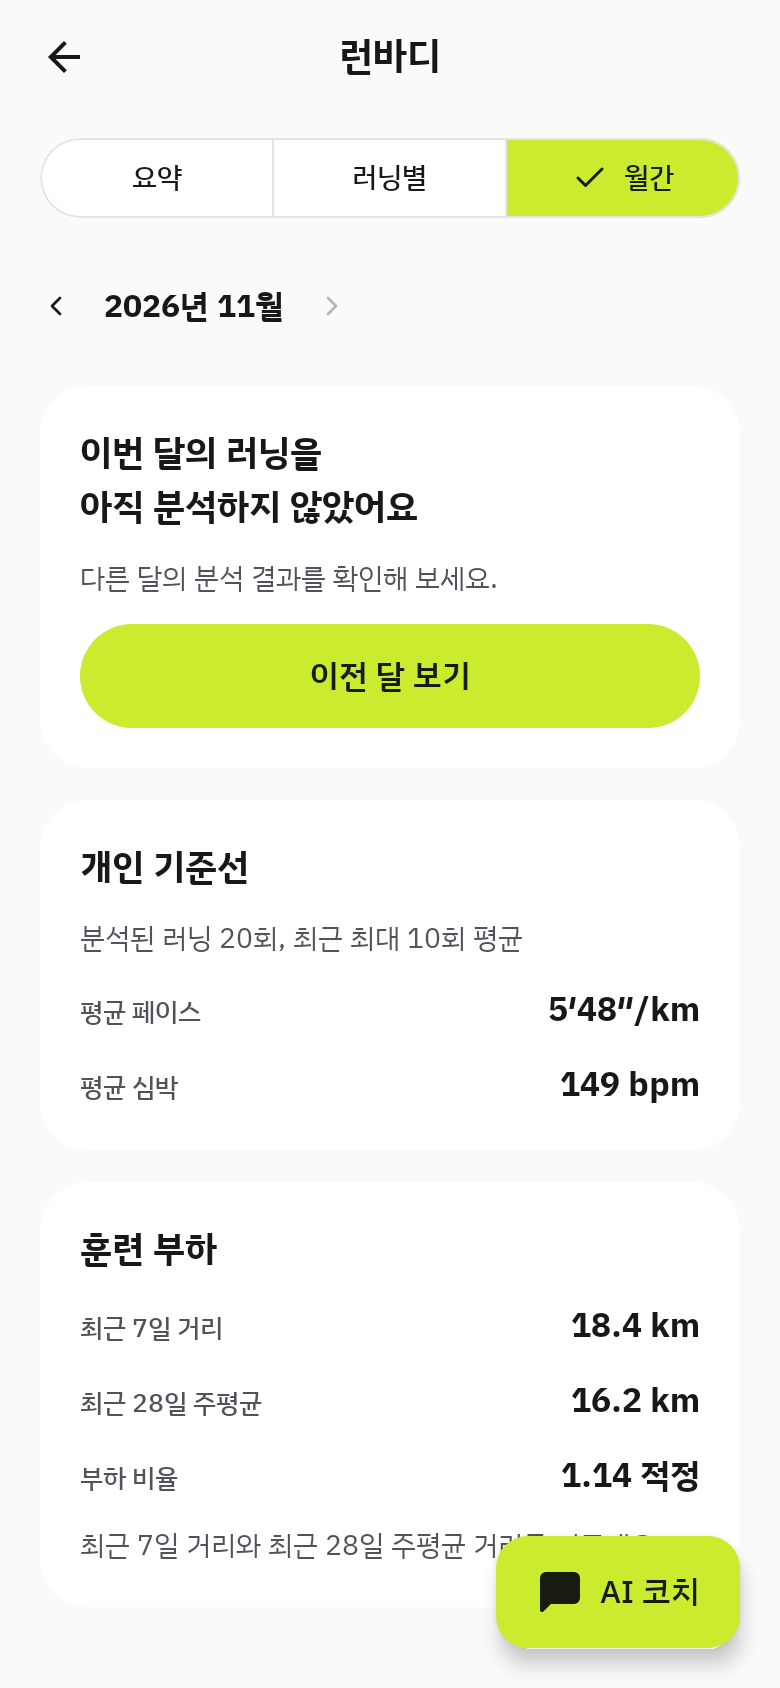 런바디
요약
러닝별
월간
2026년 11월
이번 달의 러닝을
아직 분석하지 않았어요
다른 달의 분석 결과를 확인해 보세요.
이전 달 보기
개인 기준선
분석된 러닝 20회, 최근 최대 10회 평균
평균 페이스 5′48″/km
평균 심박 149 bpm
훈련 부하
최근 7일 거리 18.4 km
최근 28일 주평균 16.2 km
부하 비율 1.14 적정
최근 7일 거리와 최근 28일 주평균
AI 코치